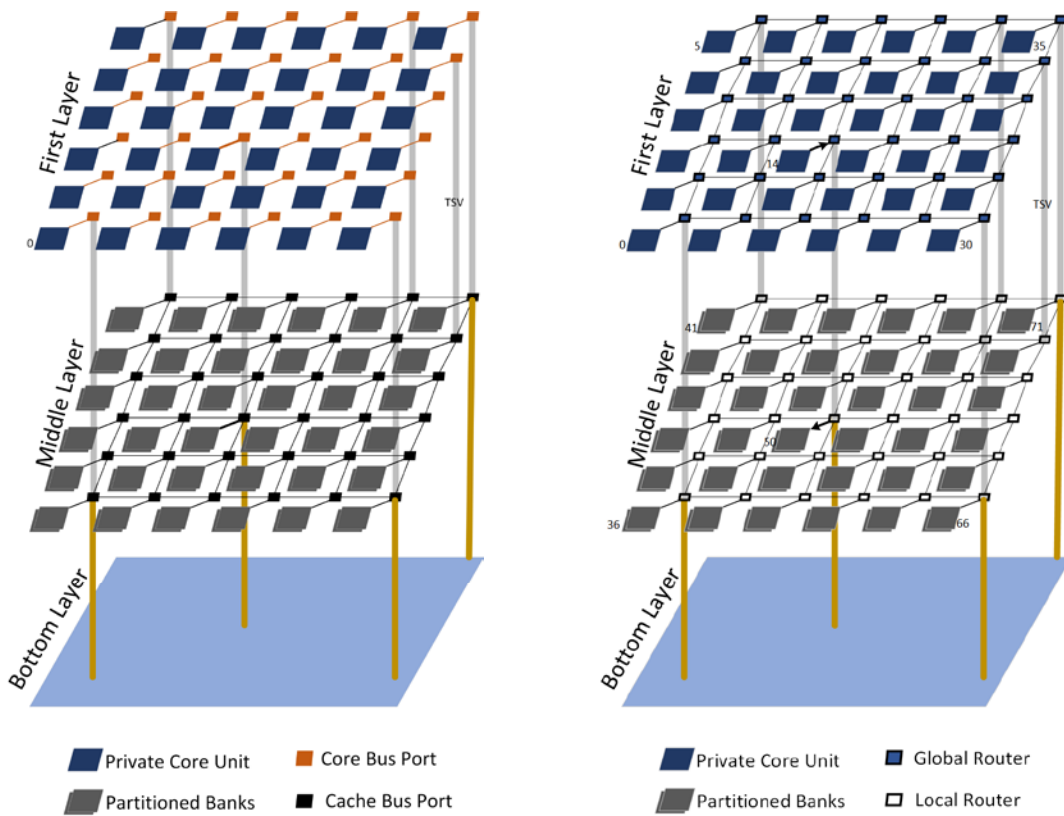 First Layer
0
TSV
Middle Layer
Bottom Layer
Private Core Unit
Core Bus Port
Partitioned Banks
Cache Bus Port
5
35
First Layer
14
TSV
0
30
41
71
Middle Layer
50
36
66
Bottom Layer
Private Core Unit
Global Router
Partitioned Banks
Local Router